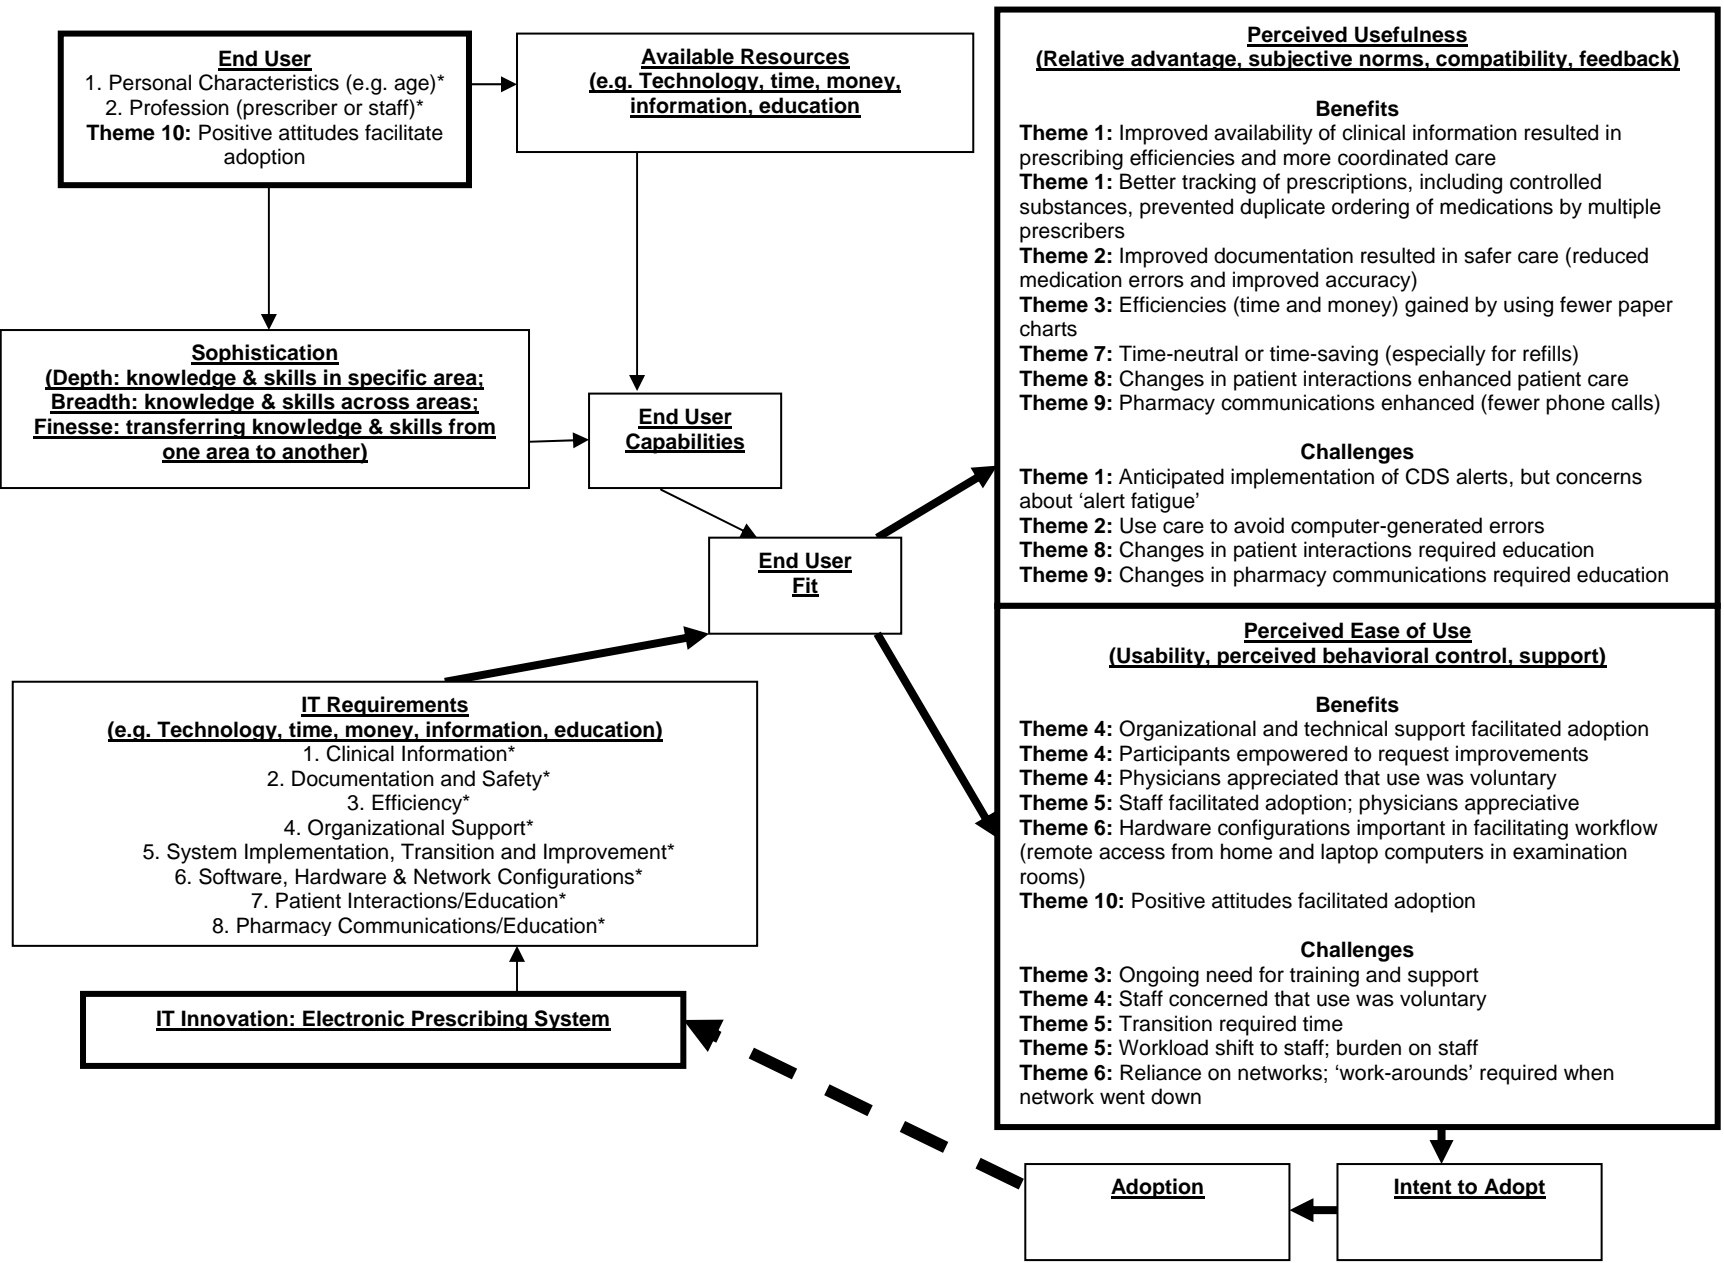 End User
1. Personal Characteristics (e.g. age)*
2. Profession (prescriber or staff)*
Theme 10: Positive attitudes facilitate
adoption
Available Resources
(e.g. Technology, time, money,
information, education
Sophistication
(Depth: knowledge & skills in specific area;
Breadth: knowledge & skills across areas;
Finesse: transferring knowledge & skills from
one area to another)
End User
Capabilities
End User
Fit
IT Requirements
(e.g. Technology, time, money, information, education)
1. Clinical Information*
2. Documentation and Safety*
3. Efficiency*
4. Organizational Support*
5. System Implementation, Transition and Improvement*
6. Software, Hardware & Network Configurations*
7. Patient Interactions/Education*
8. Pharmacy Communications/Education*
IT Innovation: Electronic Prescribing System
Perceived Usefulness
(Relative advantage, subjective norms, compatibility, feedback)
Benefits
Theme 1: Improved availability of clinical information resulted in
prescribing efficiencies and more coordinated care
Theme 1: Better tracking of prescriptions, including controlled
substances, prevented duplicate ordering of medications by multiple
prescribers
Theme 2: Improved documentation resulted in safer care (reduced
medication errors and improved accuracy)
Theme 3: Efficiencies (time and money) gained by using fewer paper
charts
Theme 7: Time-neutral or time-saving (especially for refills)
Theme 8: Changes in patient interactions enhanced patient care
Theme 9: Pharmacy communications enhanced (fewer phone calls)
Challenges
Theme 1: Anticipated implementation of CDS alerts, but concerns
about ‘alert fatigue’
Theme 2: Use care to avoid computer-generated errors
Theme 8: Changes in patient interactions required education
Theme 9: Changes in pharmacy communications required education
Perceived Ease of Use
(Usability, perceived behavioral control, support)
Benefits
Theme 4: Organizational and technical support facilitated adoption
Theme 4: Participants empowered to request improvements
Theme 4: Physicians appreciated that use was voluntary
Theme 5: Staff facilitated adoption; physicians appreciative
Theme 6: Hardware configurations important in facilitating workflow
(remote access from home and laptop computers in examination
rooms)
Theme 10: Positive attitudes facilitated adoption
Challenges
Theme 3: Ongoing need for training and support
Theme 4: Staff concerned that use was voluntary
Theme 5: Transition required time
Theme 5: Workload shift to staff; burden on staff
Theme 6: Reliance on networks; ‘work-arounds’ required when
network went down
Adoption
Intent to Adopt